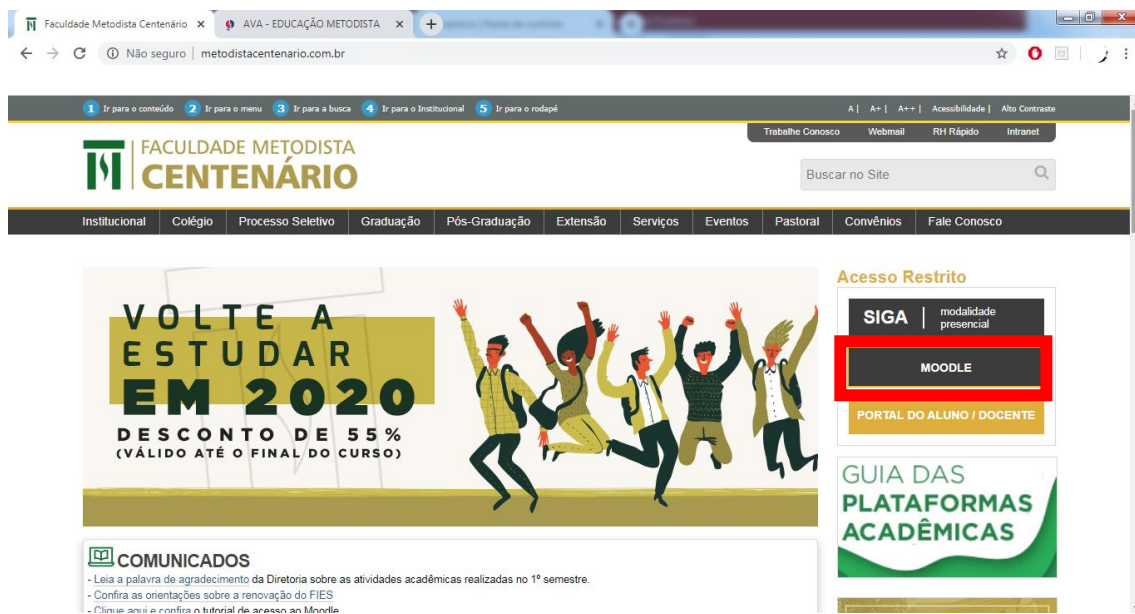 Faculdade Metodista Centenário
AVA - EDUCAÇÃO METODISTA
Não seguro | metodistacentenario.com.br
1 Ir para o conteúdo 2 Ir para o menu 3 Ir para a busca 4 Ir para o Institucional 5 Ir para o rodapé
A | A+ | A++ | Acessibilidade | Alto Contraste
Trabalhe Conosco Webmail RH Rápido Intranet
FACULDADE METODISTA
CENTENÁRIO
Buscar no Site
Institucional Colégio Processo Seletivo Graduação Pós-Graduação Extensão Serviços Eventos Pastoral Convênios Fale Conosco
VOLTE A
ESTUDAR
EM 2020
DESCONTO DE 55%
(VÁLIDO ATÉ O FINAL DO CURSO)
Acesso Restrito
SIGA | modalidade
presencial
MOODLE
PORTAL DO ALUNO / DOCENTE
GUIA DAS
PLATAFORMAS
ACADÊMICAS
COMUNICADOS
- Leia a palavra de agradecimento da Diretoria sobre as atividades acadêmicas realizadas no 1º semestre.
- Confira as orientações sobre a renovação do FIES
- Clique aqui e confira o tutorial de acesso ao Moodle